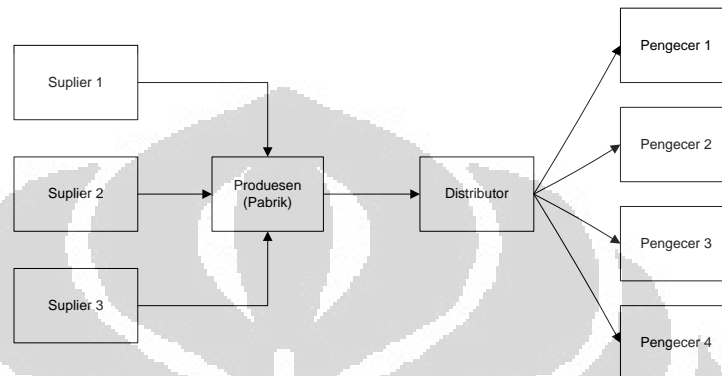 Suplier 1
Suplier 2
Suplier 3
Produesen
(Pabrik)
Distributor
Pengecer 1
Pengecer 2
Pengecer 3
Pengecer 4